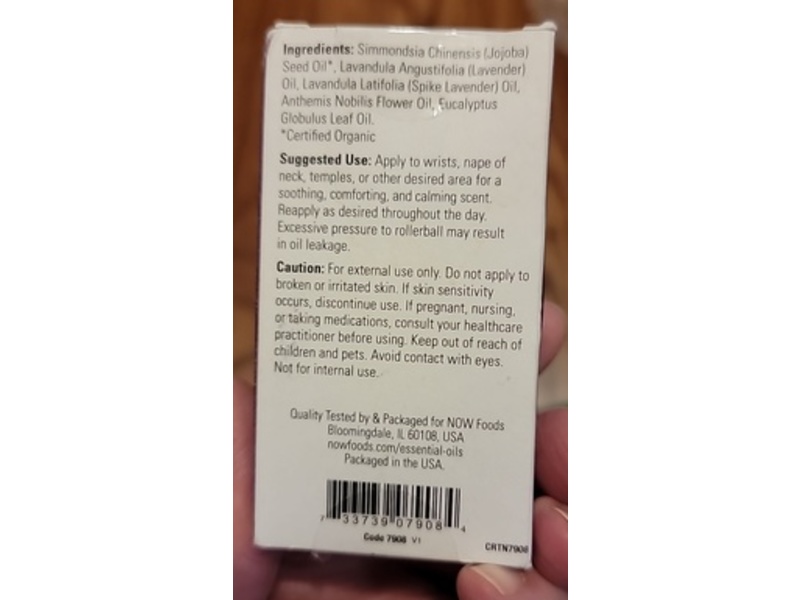 Ingredients: Simmondsia Chinensis (Jojoba)
Seed Oil*, Lavandula Angustifolia (Lavender)
Oil, Lavandula Latifolia (Spike Lavender) Oil,
Anthemis Nobilis Flower Oil, Eucalyptus
Globulus Leaf Oil.
*Certified Organic
Suggested Use: Apply to wrists, nape of
neck, temples, or other desired area for a
soothing, comforting, and calming scent.
Reapply as desired throughout the day.
Excessive pressure to rollerball may result
in oil leakage.
Caution: For external use only. Do not apply to
broken or irritated skin. If skin sensitivity
occurs, discontinue use. If pregnant, nursing,
or taking medications, consult your healthcare
practitioner before using. Keep out of reach of
children and pets. Avoid contact with eyes.
Not for internal use.
Quality Tested by & Packaged for NOW Foods
Bloomingdale, IL 60108, USA
nowfoods.com/essential-oils
Packaged in the USA.
7 33739 07908 4
Code 7908 V1
CRTN7908